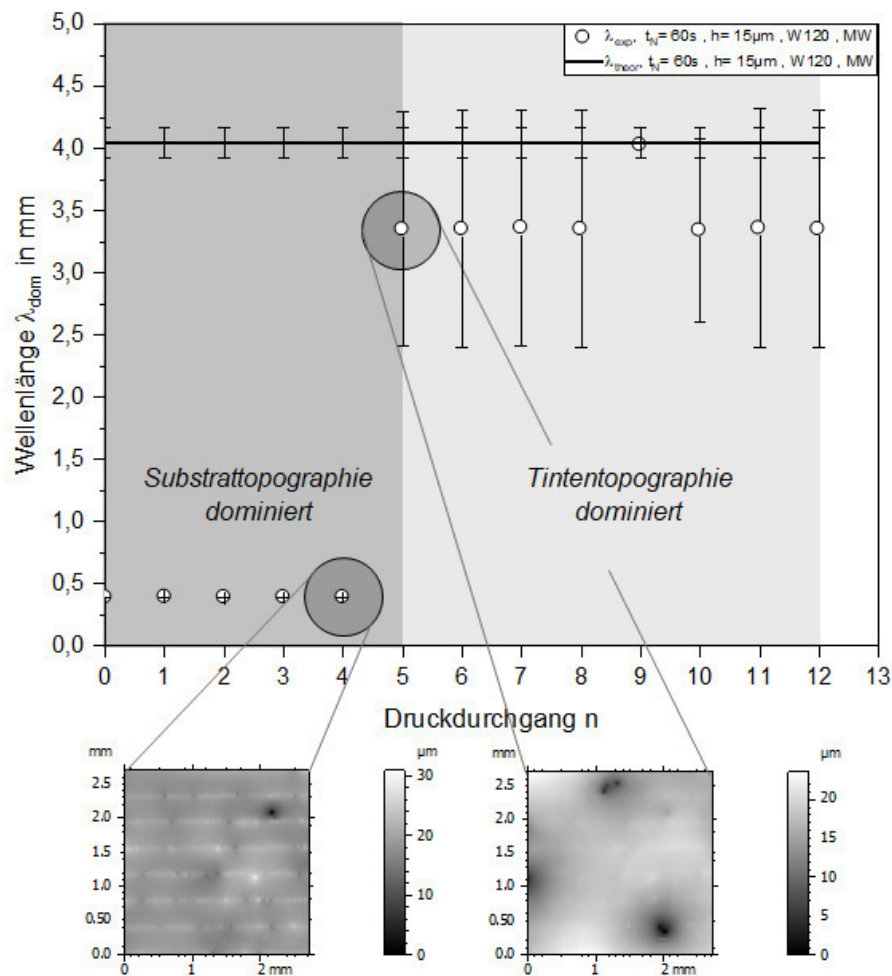 5,0
λexp, tN= 60s , h= 15µm , W120 , MW
λtheor, tN= 60s , h= 15µm , W120 , MW
4,5
4,0
3,5
3,0
2,5
2,0
1,5
1,0
0,5
0,0
Wellenlänge λdom in mm
Substrattopographie
dominiert
Tintentopographie
dominiert
0 1 2 3 4 5 6 7 8 9 10 11 12 13
Druckdurchgang n
mm
2.5
2.0
1.5
1.0
0.50
0.0
0 1 2 mm
µm
30
20
10
0
mm
2.5
2.0
1.5
1.0
0.50
0.0
0 1 2 mm
µm
20
15
10
5
0